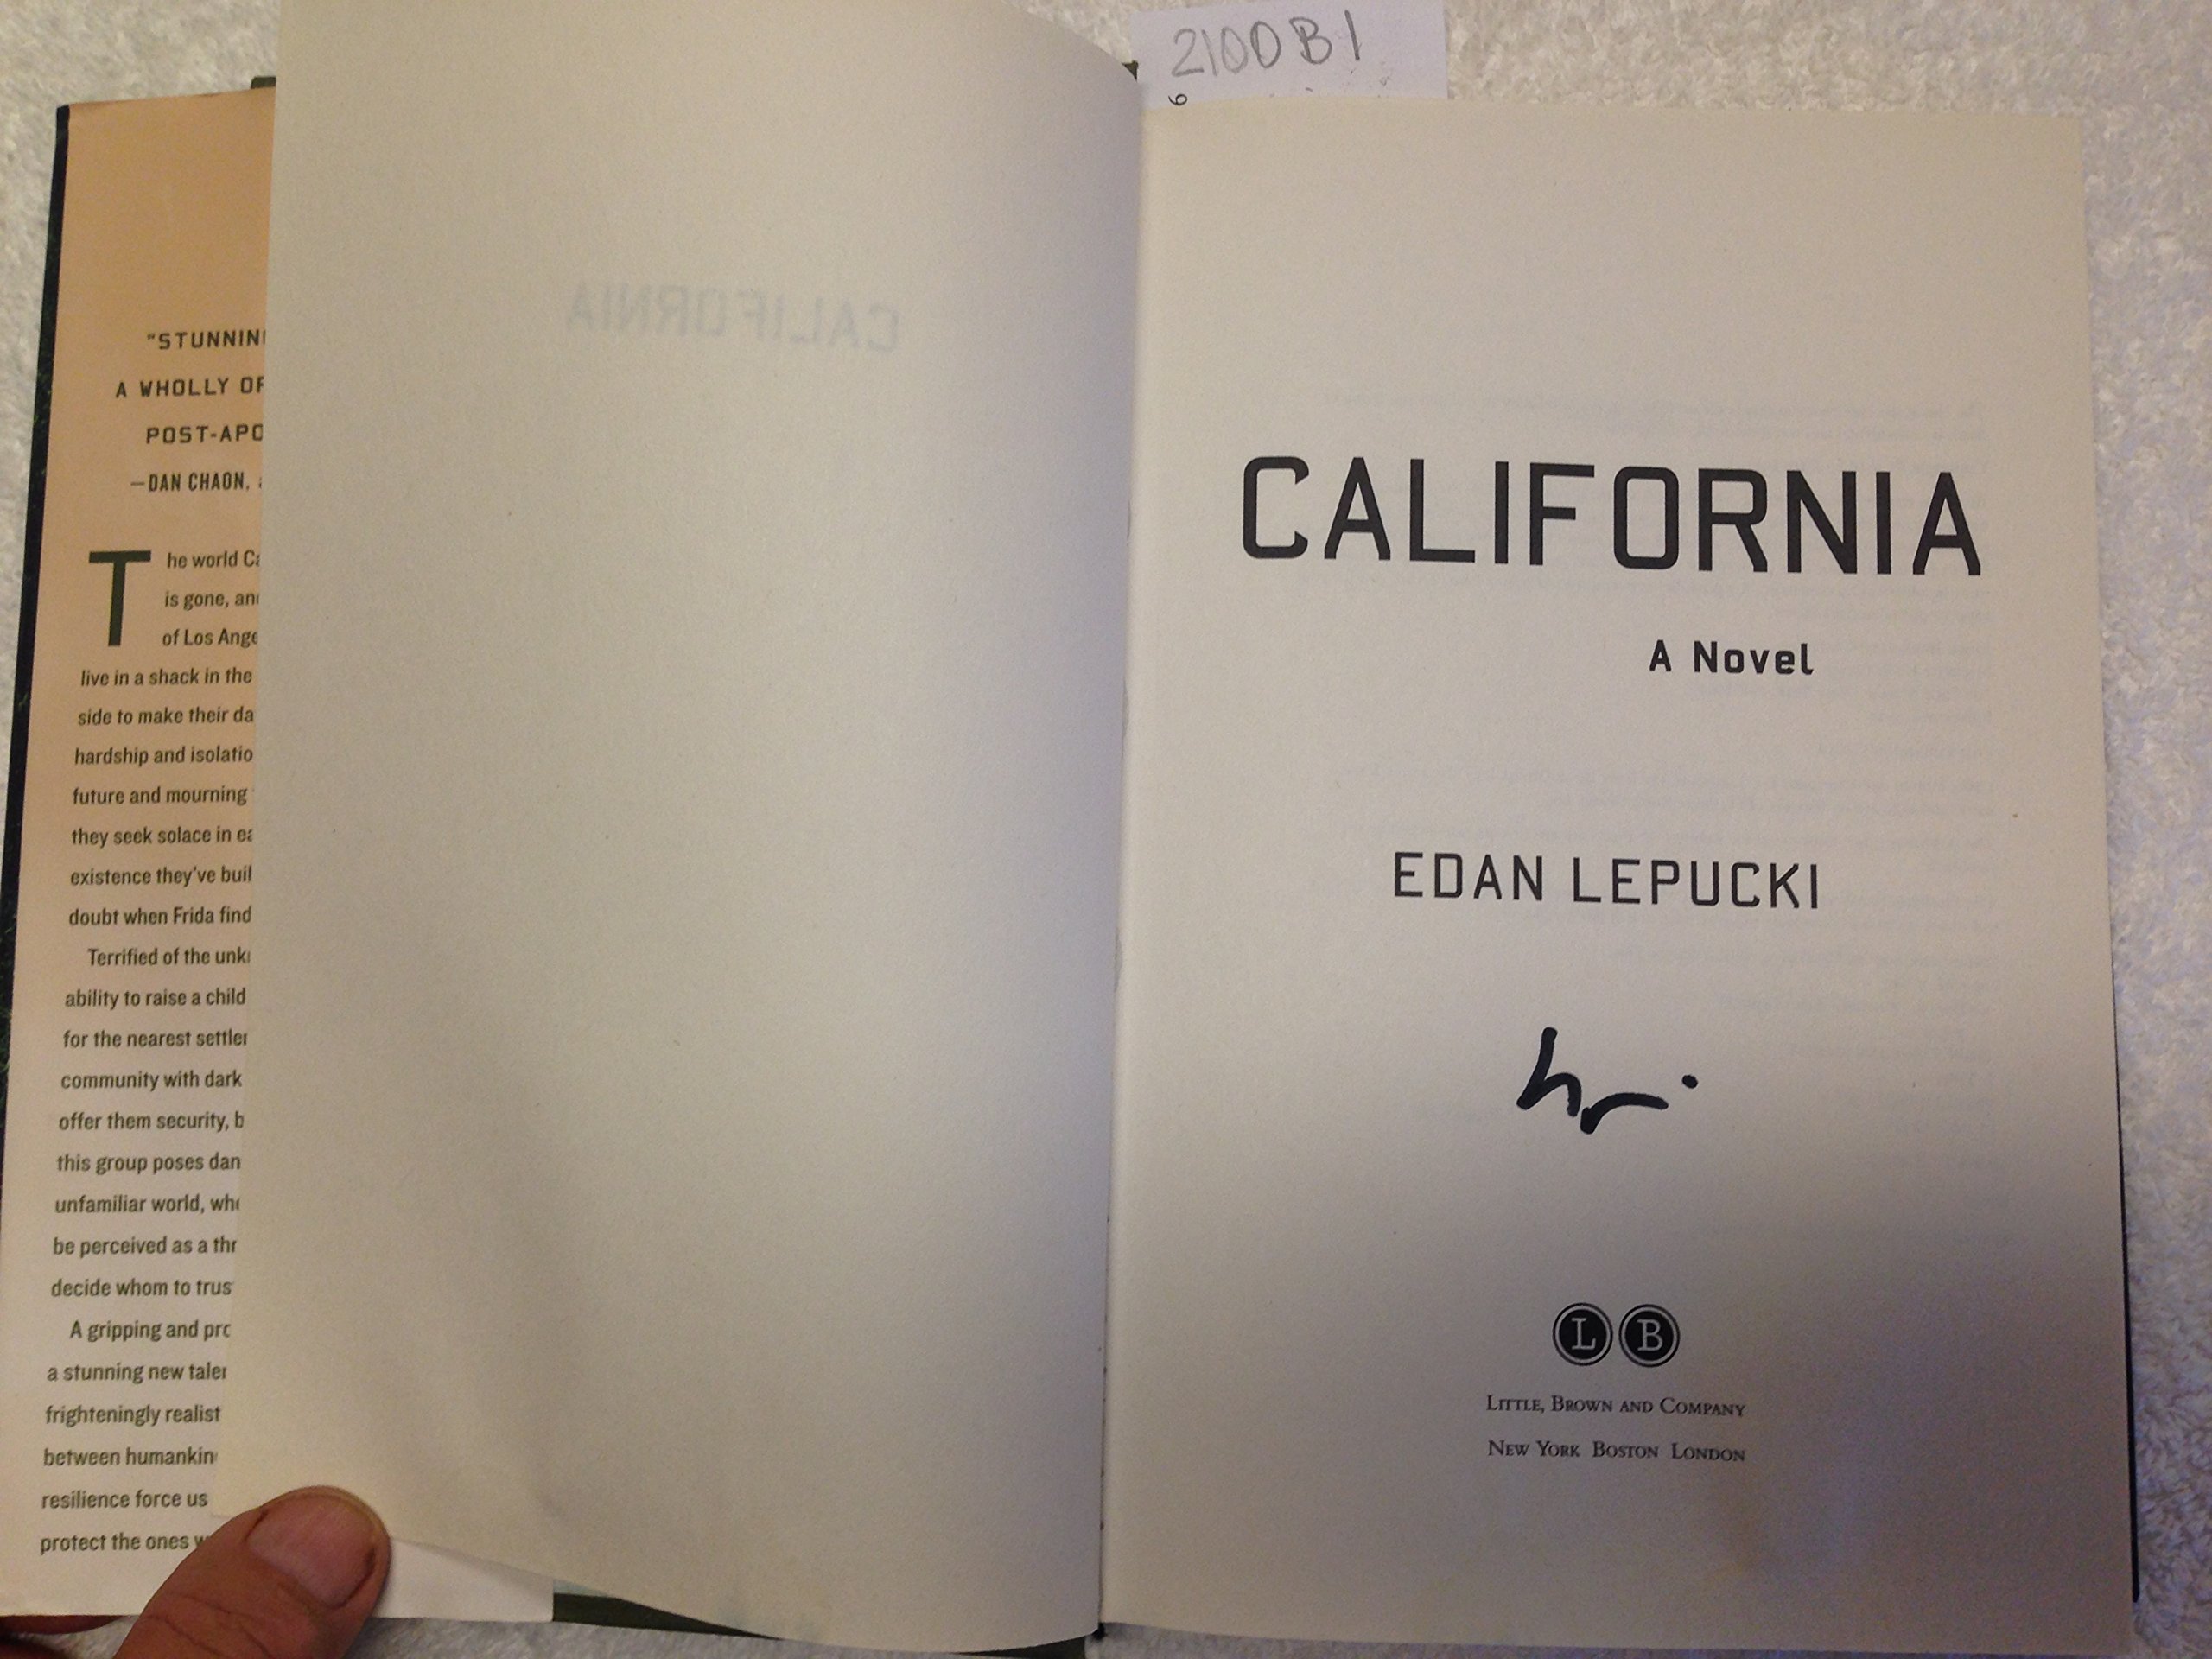 2100B1
6
"STUNNIN
A WHOLLY OF
POST-APO
—DAN CHAON,
The world Ca
is gone, an
of Los Ange
live in a shack in the
side to make their da
hardship and isolatio
future and mourning
they seek solace in ea
existence they've buil
doubt when Frida find
Terrified of the unk
ability to raise a child
for the nearest settle
community with dark
offer them security, b
this group poses dan
unfamiliar world, wh
be perceived as a thr
decide whom to trus
A gripping and pro
a stunning new tale
frighteningly realist
between humankin
resilience force us
protect the ones w
CALIFORNIA
CALIFORNIA
A Novel
EDAN LEPUCKI
L B
LITTLE, BROWN AND COMPANY
NEW YORK BOSTON LONDON